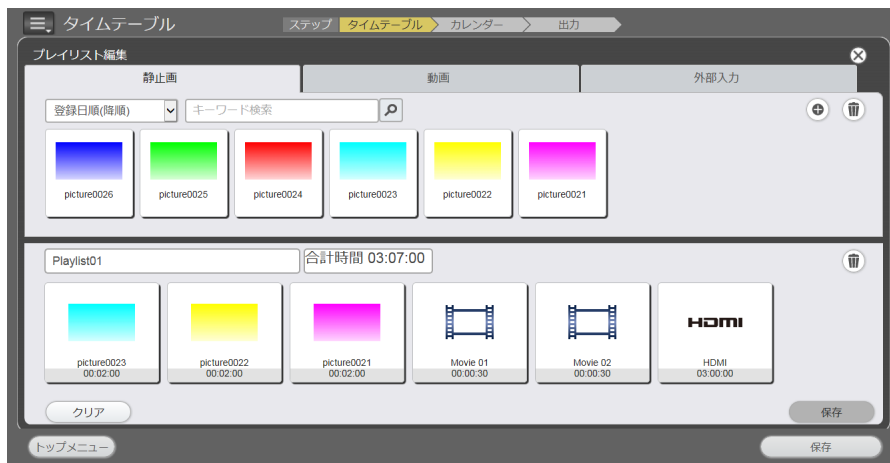 タイムテーブル
ステップ タイムテーブル カレンダー 出力
プレイリスト編集
静止画 動画 外部入力
登録日順(降順) キーワード検索
picture0026 picture0025 picture0024 picture0023 picture0022 picture0021
Playlist01 合計時間 03:07:00
HDMI
picture0023 picture0022 picture0021 Movie 01 Movie 02 HDMI
00:02:00 00:02:00 00:02:00 00:00:30 00:00:30 03:00:00
クリア 保存
トップメニュー 保存